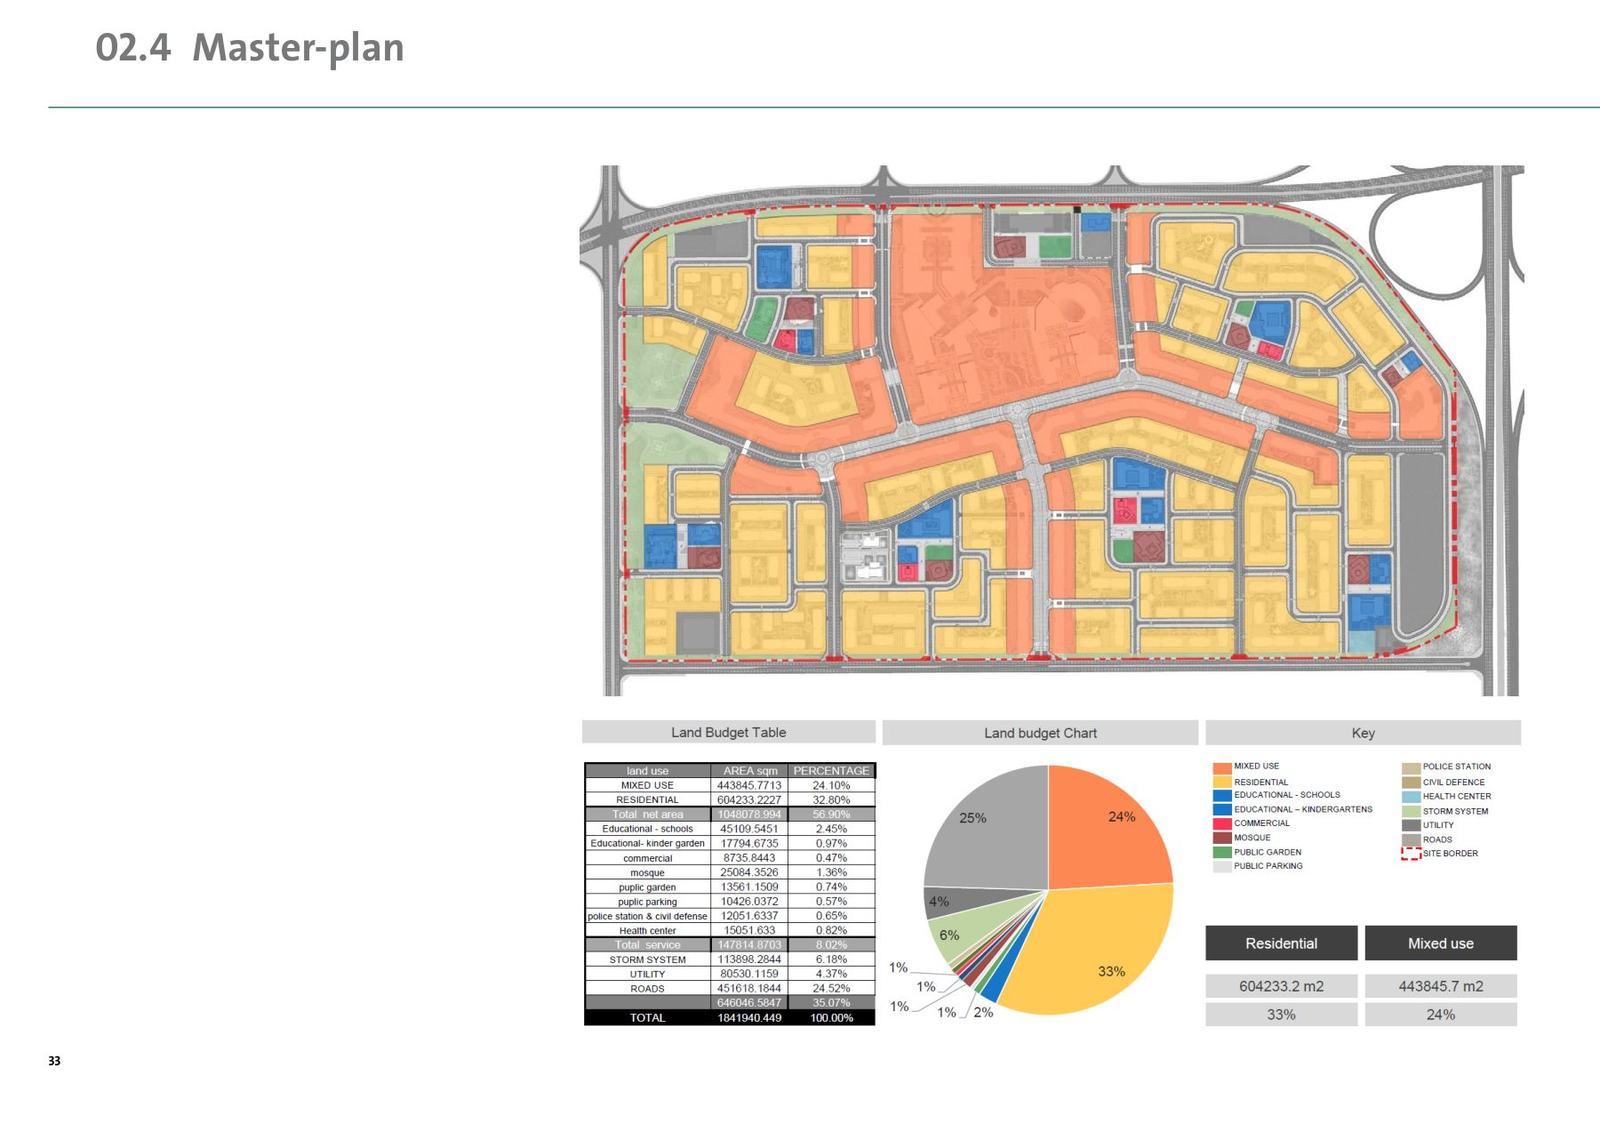 02.4 Master-plan
Land Budget Table
land use AREA sqm PERCENTAGE
MIXED USE 443845.7713 24.10%
RESIDENTIAL 604233.2227 32.80%
Total net area 1048078.994 56.90%
Educational - schools 45109.5451 2.45%
Educational- kinder garden 17794.6735 0.97%
commercial 8735.8443 0.47%
mosque 25084.3526 1.36%
puplic garden 13561.1509 0.74%
puplic parking 10426.0372 0.57%
police station & civil defense 12051.6337 0.65%
Health center 15051.633 0.82%
Total service 147814.8703 8.02%
STORM SYSTEM 113898.2844 6.18%
UTILITY 80530.1159 4.37%
ROADS 451618.1844 24.52%
646046.5847 35.07%
TOTAL 1841940.449 100.00%
Land budget Chart
24%
33%
2%
1%
1%
1%
1%
6%
4%
25%
Key
MIXED USE
RESIDENTIAL
EDUCATIONAL - SCHOOLS
EDUCATIONAL – KINDERGARTENS
COMMERCIAL
MOSQUE
PUBLIC GARDEN
PUBLIC PARKING
POLICE STATION
CIVIL DEFENCE
HEALTH CENTER
STORM SYSTEM
UTILITY
ROADS
SITE BORDER
Residential Mixed use
604233.2 m2 443845.7 m2
33% 24%
33